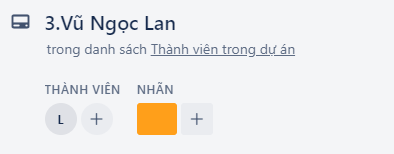 3.Vũ Ngọc Lan
trong danh sách Thành viên trong dự án
THÀNH VIÊN NHÃN
L + +